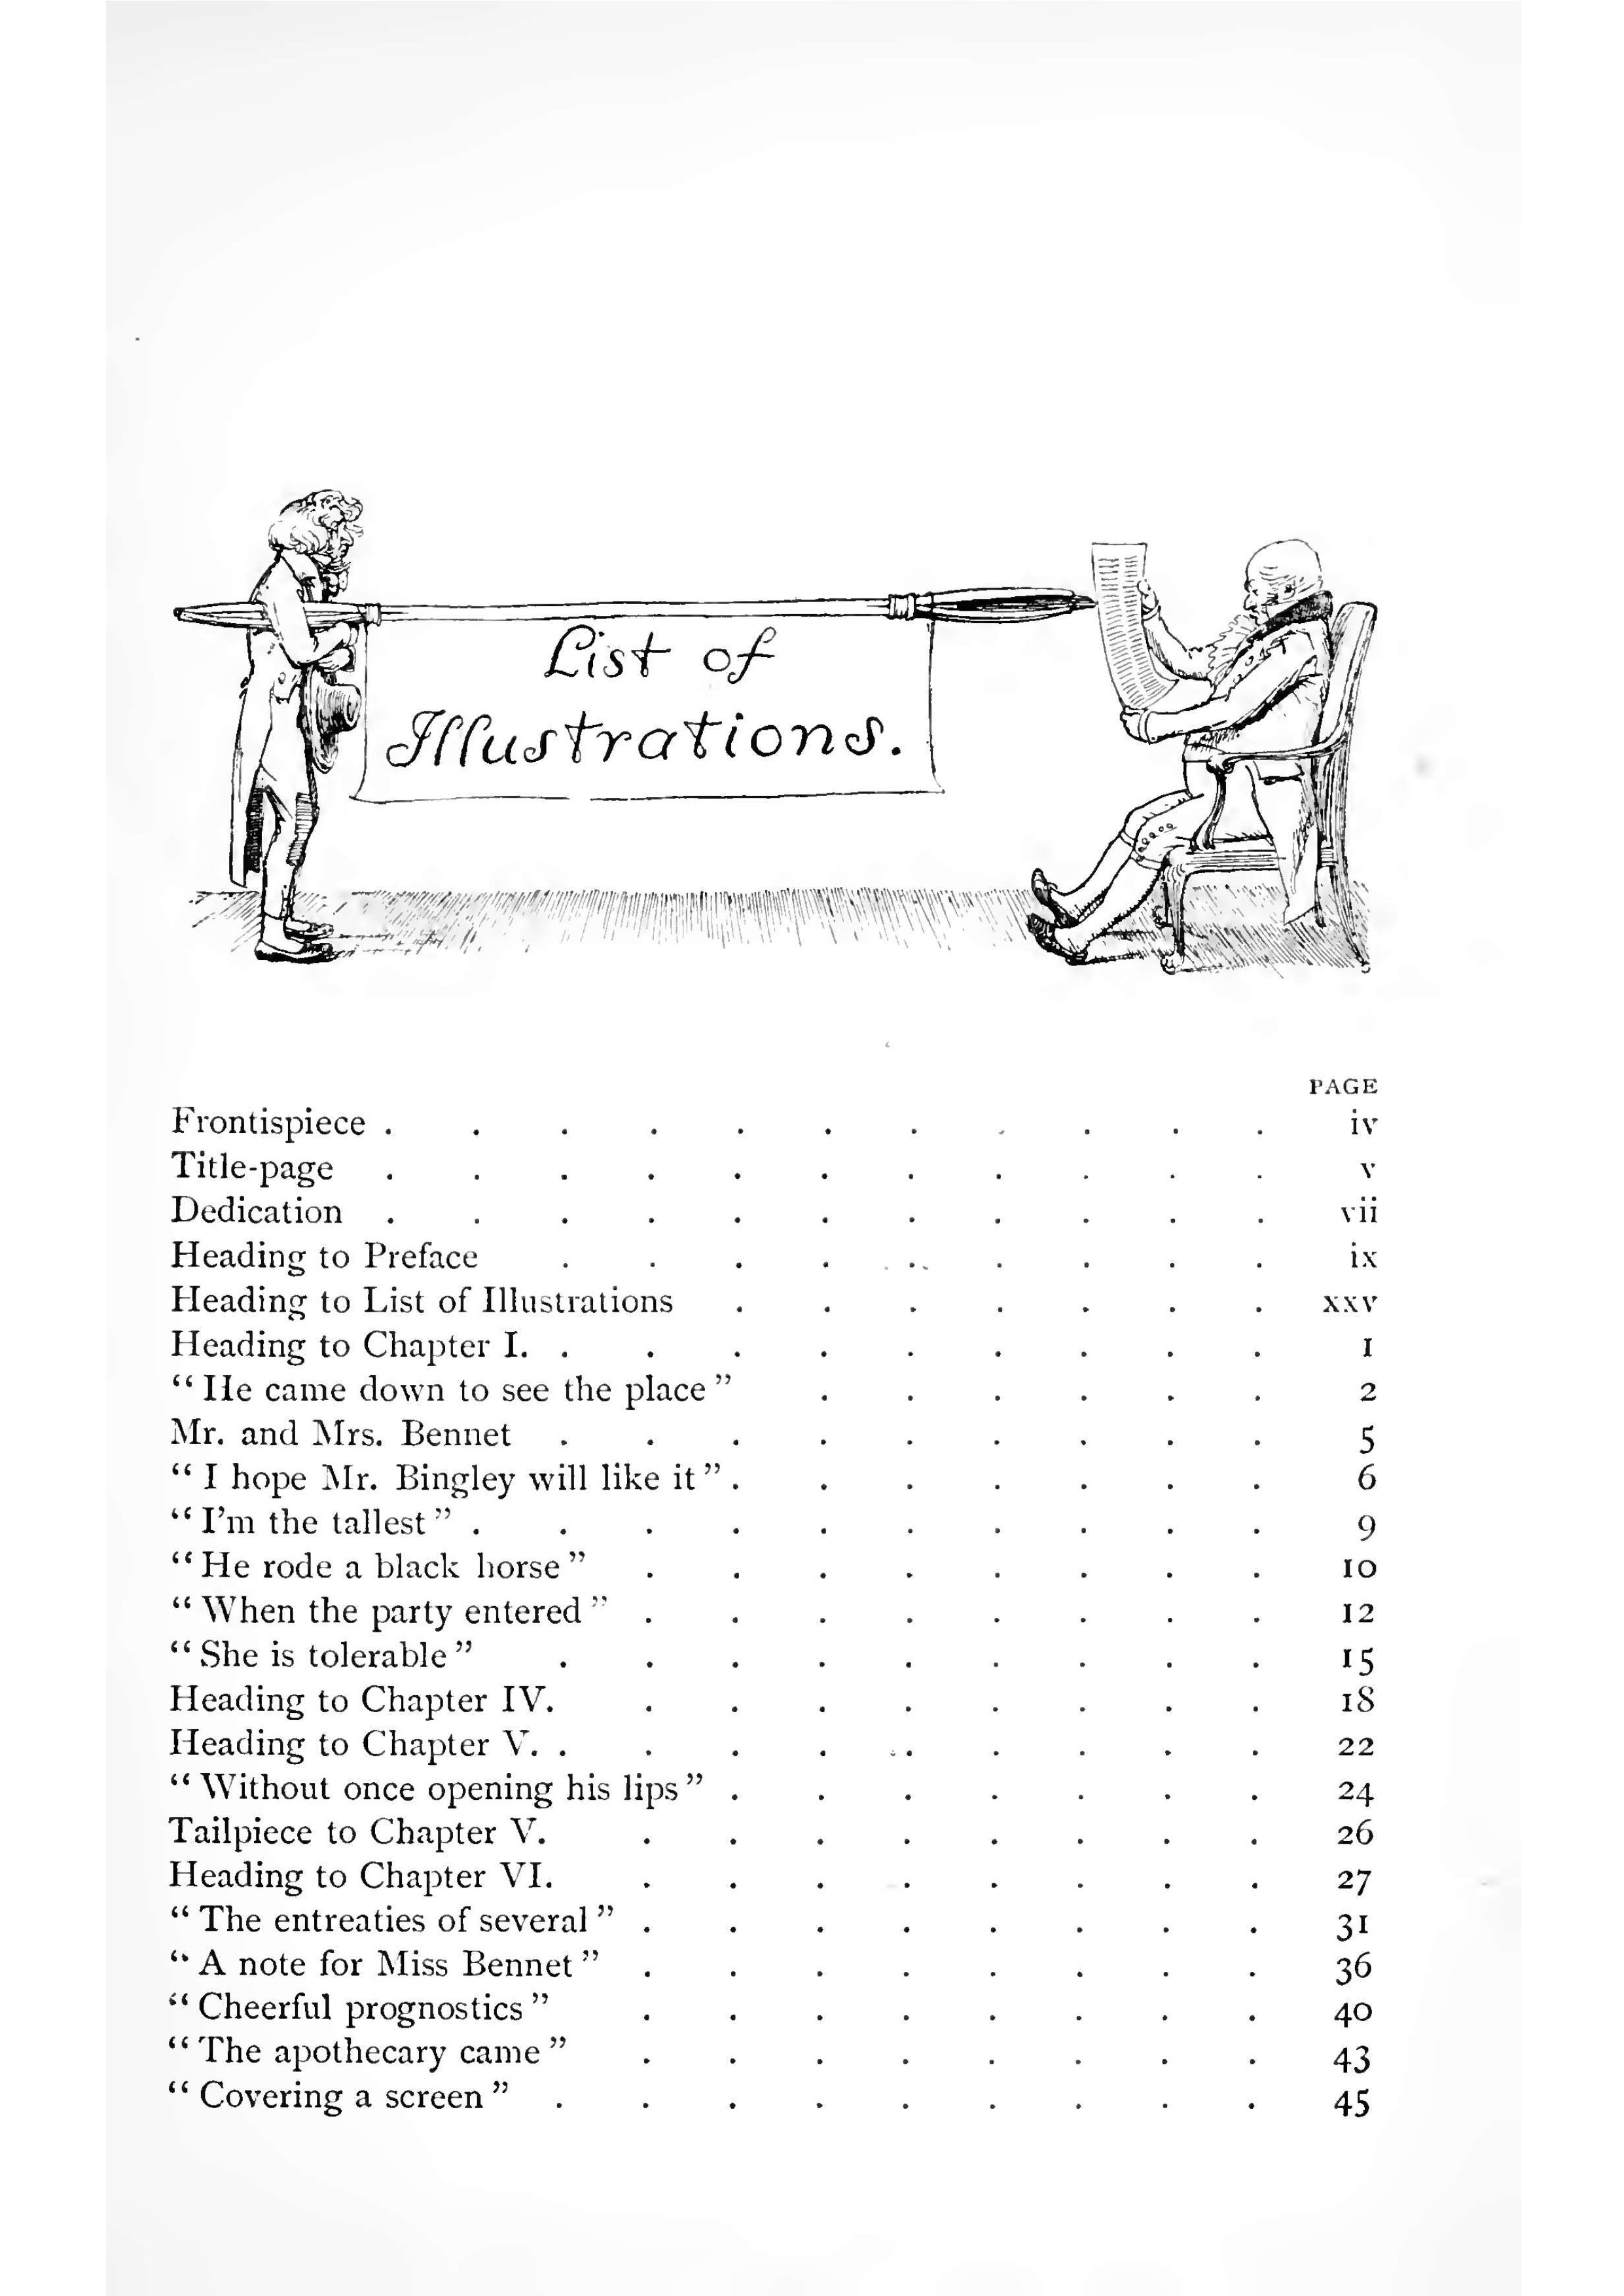 List of
Illustrations.
PAGE
Frontispiece . . . . . . . . . . . iv
Title-page . . . . . . . . . . . v
Dedication . . . . . . . . . . . vii
Heading to Preface . . . . . . . . . ix
Heading to List of Illustrations . . . . . . . xxv
Heading to Chapter I. . . . . . . . . . 1
“He came down to see the place” . . . . . . 2
Mr. and Mrs. Bennet . . . . . . . . . 5
“I hope Mr. Bingley will like it” . . . . . . . 6
“I'm the tallest” . . . . . . . . . . 9
“He rode a black horse” . . . . . . . . 10
“When the party entered” . . . . . . . . 12
“She is tolerable” . . . . . . . . . 15
Heading to Chapter IV. . . . . . . . . 18
Heading to Chapter V. . . . . . . . . . 22
“Without once opening his lips” . . . . . . . 24
Tailpiece to Chapter V. . . . . . . . . 26
Heading to Chapter VI. . . . . . . . . 27
“The entreaties of several” . . . . . . . . 31
“A note for Miss Bennet” . . . . . . . . 36
“Cheerful prognostics” . . . . . . . . 40
“The apothecary came” . . . . . . . . 43
“Covering a screen” . . . . . . . . . 45